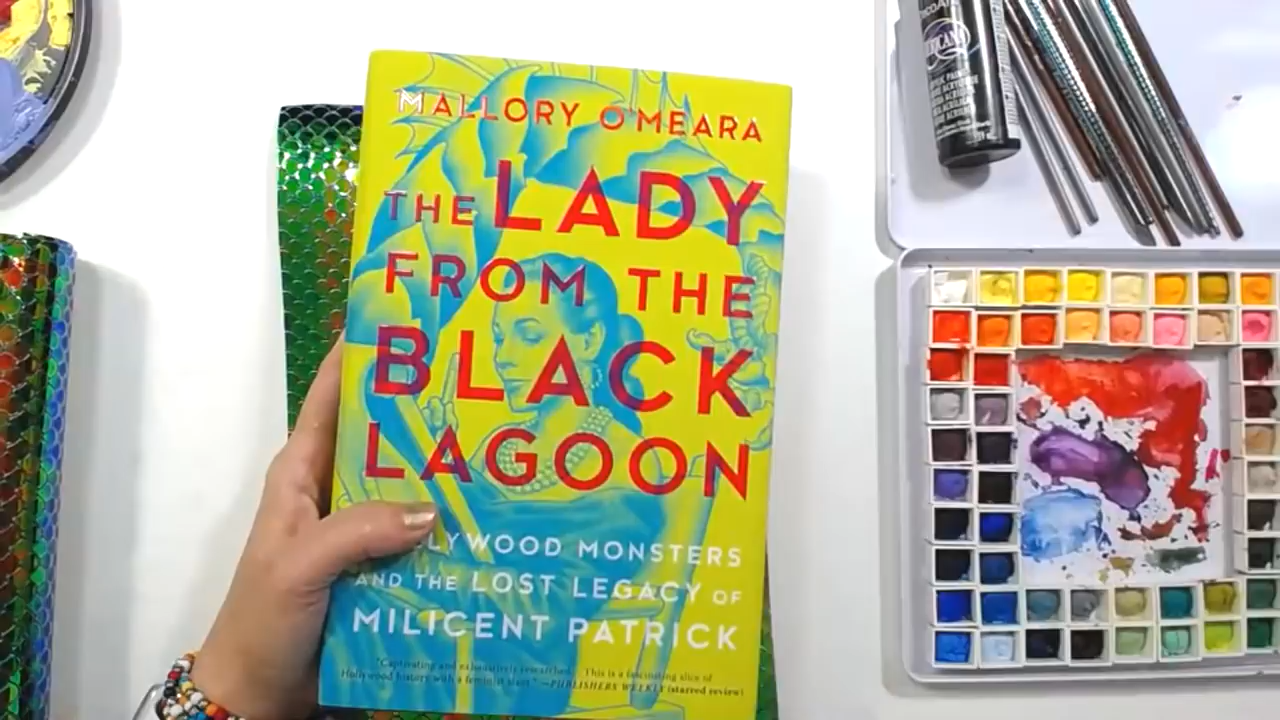 MALLORY O'MEARA
THE LADY
FROM THE
BLACK
LAGOON
LYWOOD MONSTERS
AND THE LOST LEGACY OF
MILICENT PATRICK
"Captivating and exhaustively researched... This is a fascinating slice of
Hollywood history with a feminist slant." —PUBLISHERS WEEKLY (starred review)